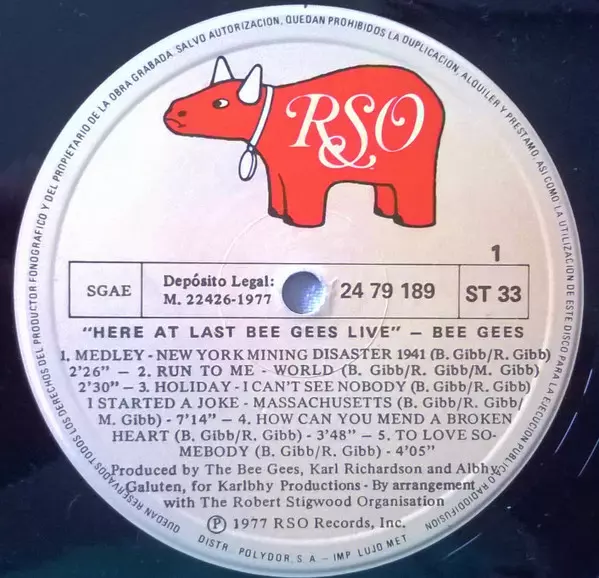 QUEDAN RESERVADOS TODOS LOS DERECHOS DEL PRODUCTOR FONOGRAFICO Y DEL PROPIETARIO DE LA OBRA GRABADA. SALVO AUTORIZACION, QUEDAN PROHIBIDOS LA DUPLICACION, ALQUILER Y PRESTAMO, ASI COMO LA UTILIZACION DE ESTE DISCO PARA LA EJECUCION PUBLICA O RADIODIFUSION
RSO
1
SGAE
Depósito Legal:
M. 22426-1977
24 79 189
ST 33
"HERE AT LAST BEE GEES LIVE" – BEE GEES
1. MEDLEY - NEW YORK MINING DISASTER 1941 (B. Gibb/R. Gibb)
2'26" — 2. RUN TO ME - WORLD (B. Gibb/R. Gibb/M. Gibb)
2'30" — 3. HOLIDAY - I CAN'T SEE NOBODY (B. Gibb/R. Gibb)
I STARTED A JOKE - MASSACHUSETTS (B. Gibb/R. Gibb/
M. Gibb) - 7'14" — 4. HOW CAN YOU MEND A BROKEN
HEART (B. Gibb/R. Gibb) - 3'48" — 5. TO LOVE SO-
MEBODY (B. Gibb/R. Gibb) - 4'05"
Produced by The Bee Gees, Karl Richardson and Albhy
Galuten, for Karlbhy Productions - By arrangement
with The Robert Stigwood Organisation
Ⓟ 1977 RSO Records, Inc.
DISTR. POLYDOR, S. A. — IMP. LUJO MET